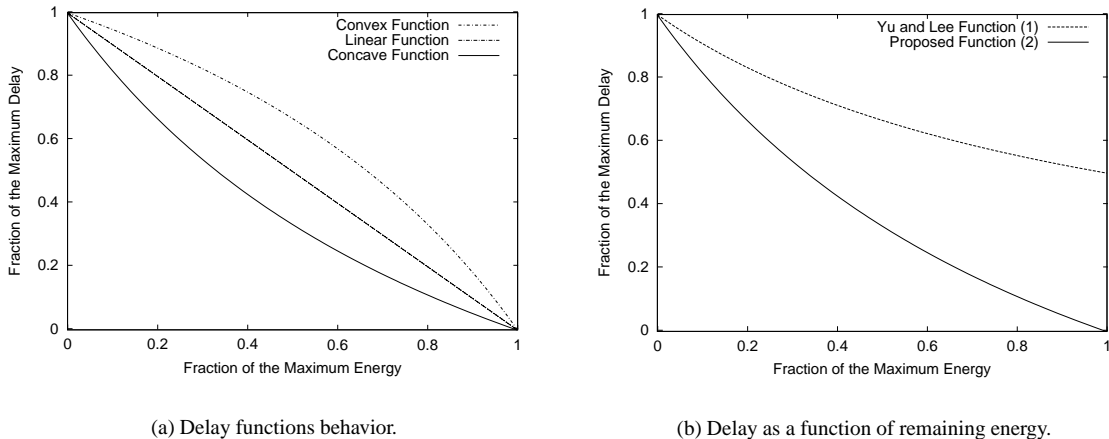 Convex Function
Linear Function
Concave Function
Fraction of the Maximum Delay
1
0.8
0.6
0.4
0.2
0
0 0.2 0.4 0.6 0.8 1
Fraction of the Maximum Energy
(a) Delay functions behavior.
Yu and Lee Function (1)
Proposed Function (2)
Fraction of the Maximum Delay
1
0.8
0.6
0.4
0.2
0
0 0.2 0.4 0.6 0.8 1
Fraction of the Maximum Energy
(b) Delay as a function of remaining energy.